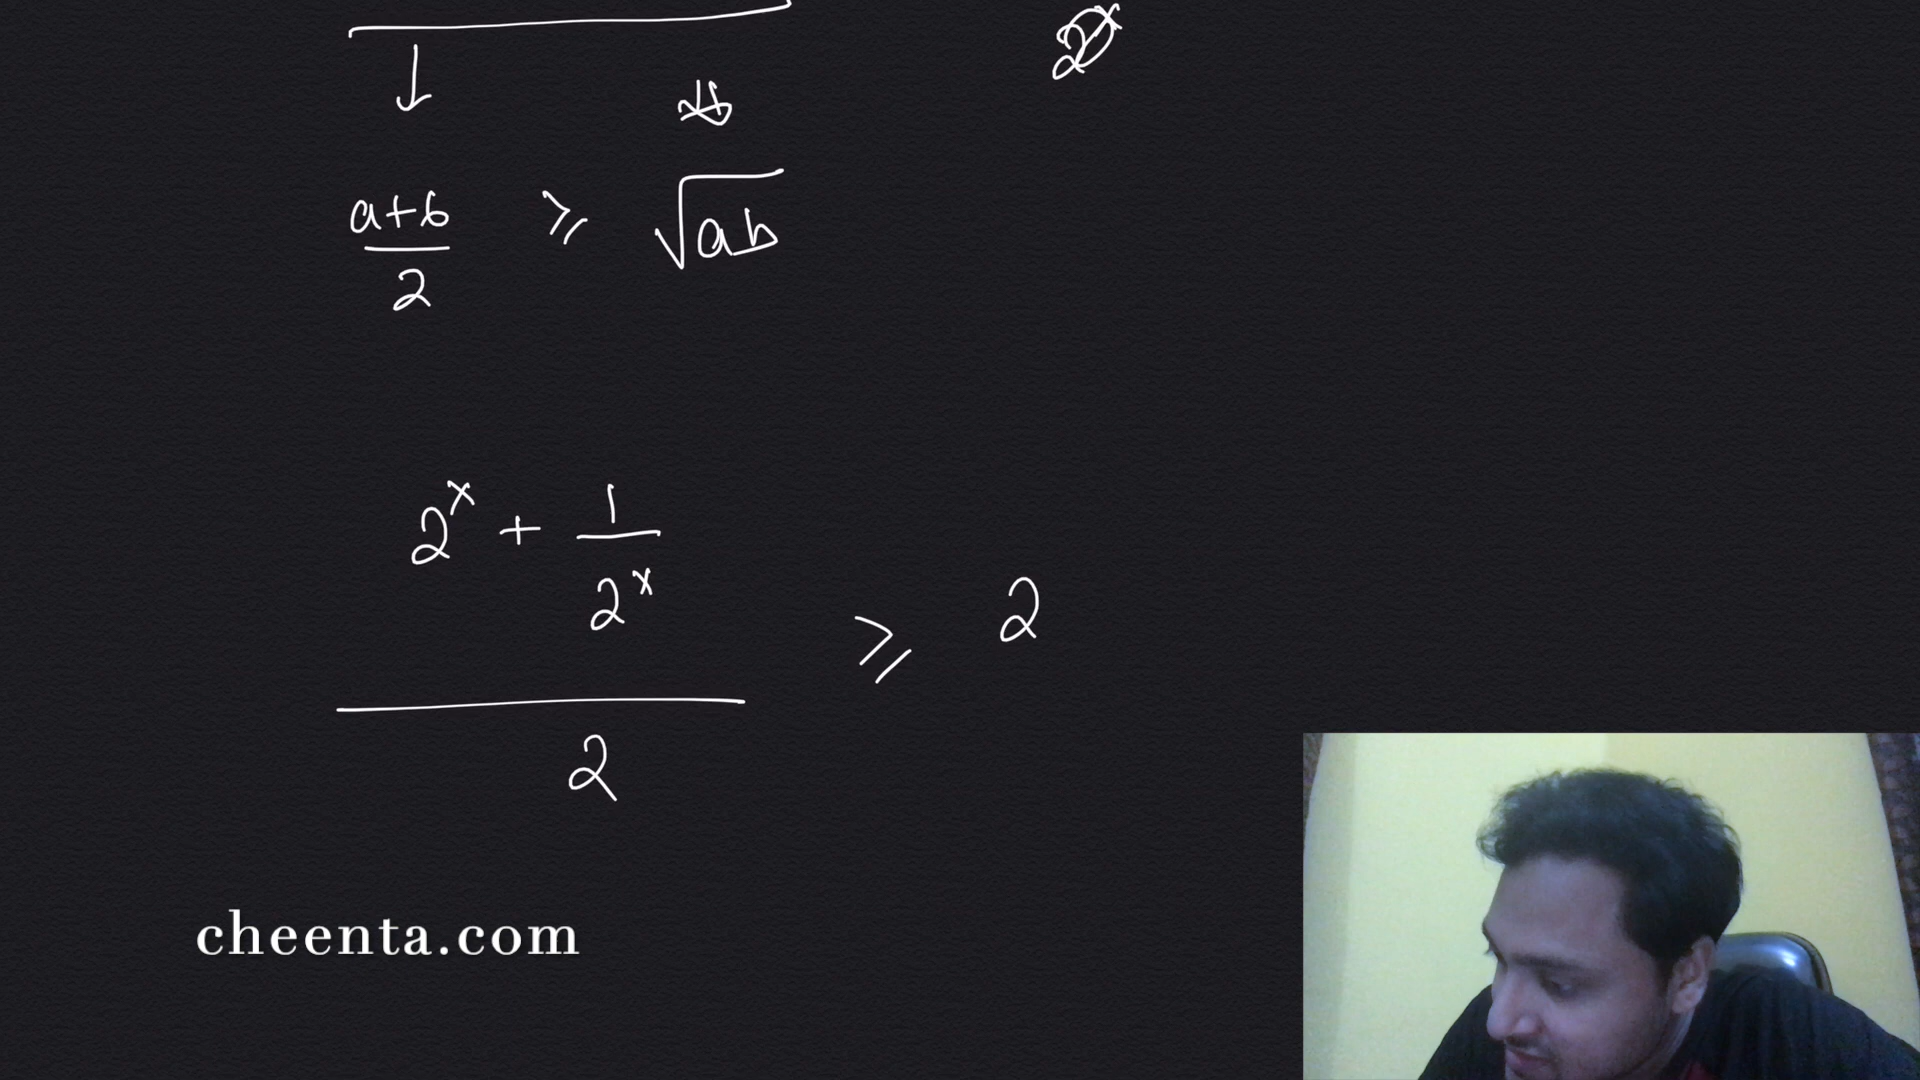 a+b
2
≥ √ab
2^x + 1
2^x
≥ 2
2
cheenta.com